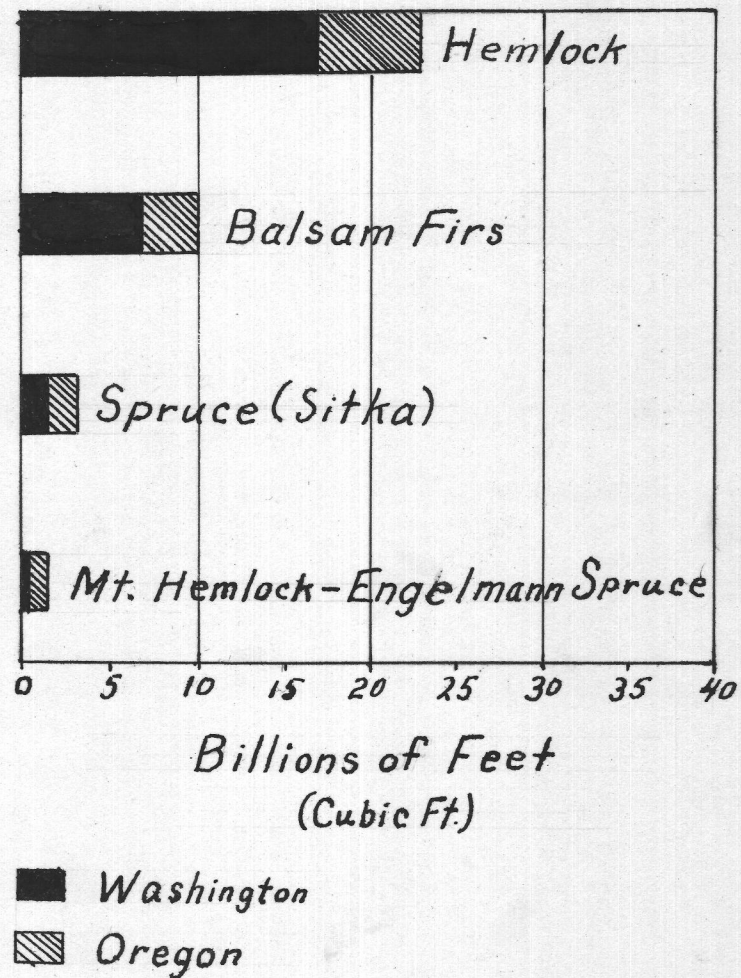 Hemlock
Balsam Firs
Spruce (Sitka)
Mt. Hemlock-Engelmann Spruce
0 5 10 15 20 25 30 35 40
Billions of Feet
(Cubic Ft.)
Washington
Oregon